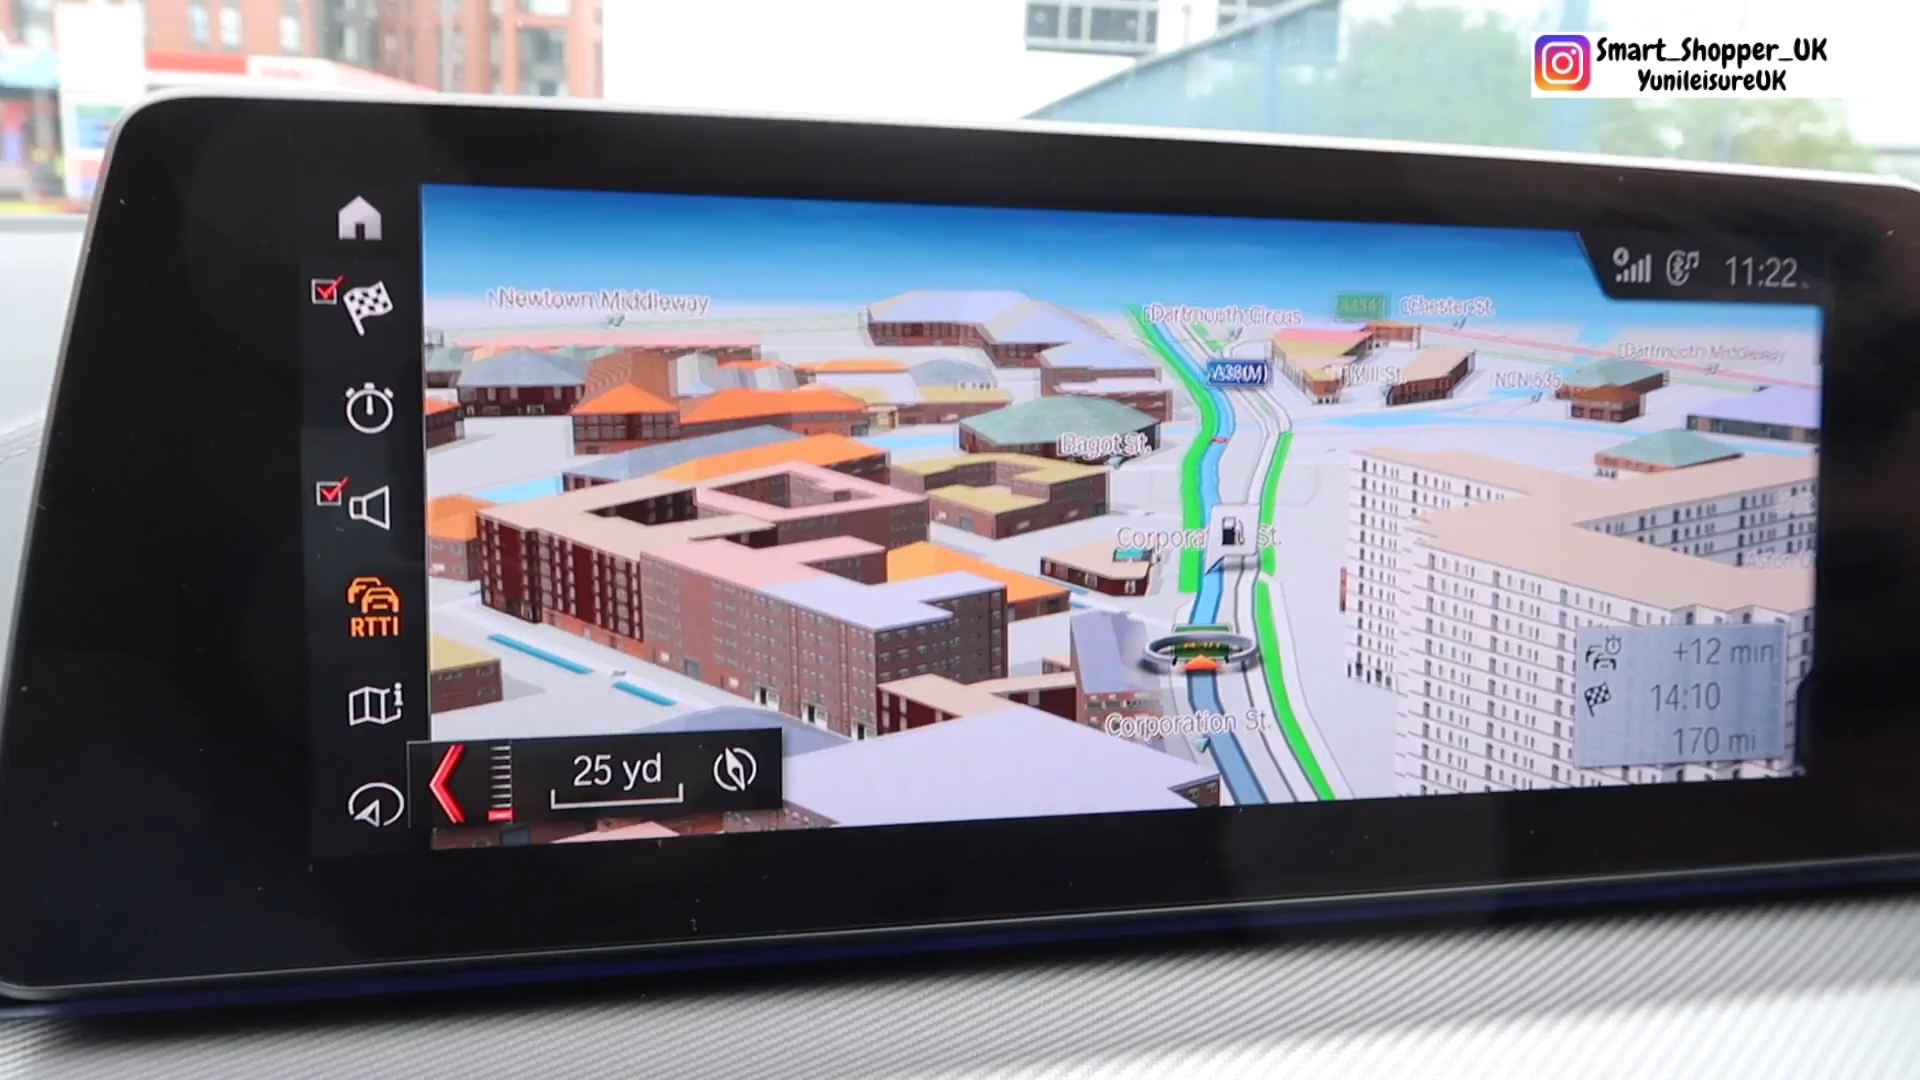 Smart_Shopper_UK
YunileisureUK
11:22
Newtown Middleway
Dartmouth Circus
Chester St.
Dartmouth Middleway
A38(M)
Mill St.
NCN 535
Bagot St.
Corpora St.
RTTI
+12 min
14:10
170 mi
Corporation St.
25 yd